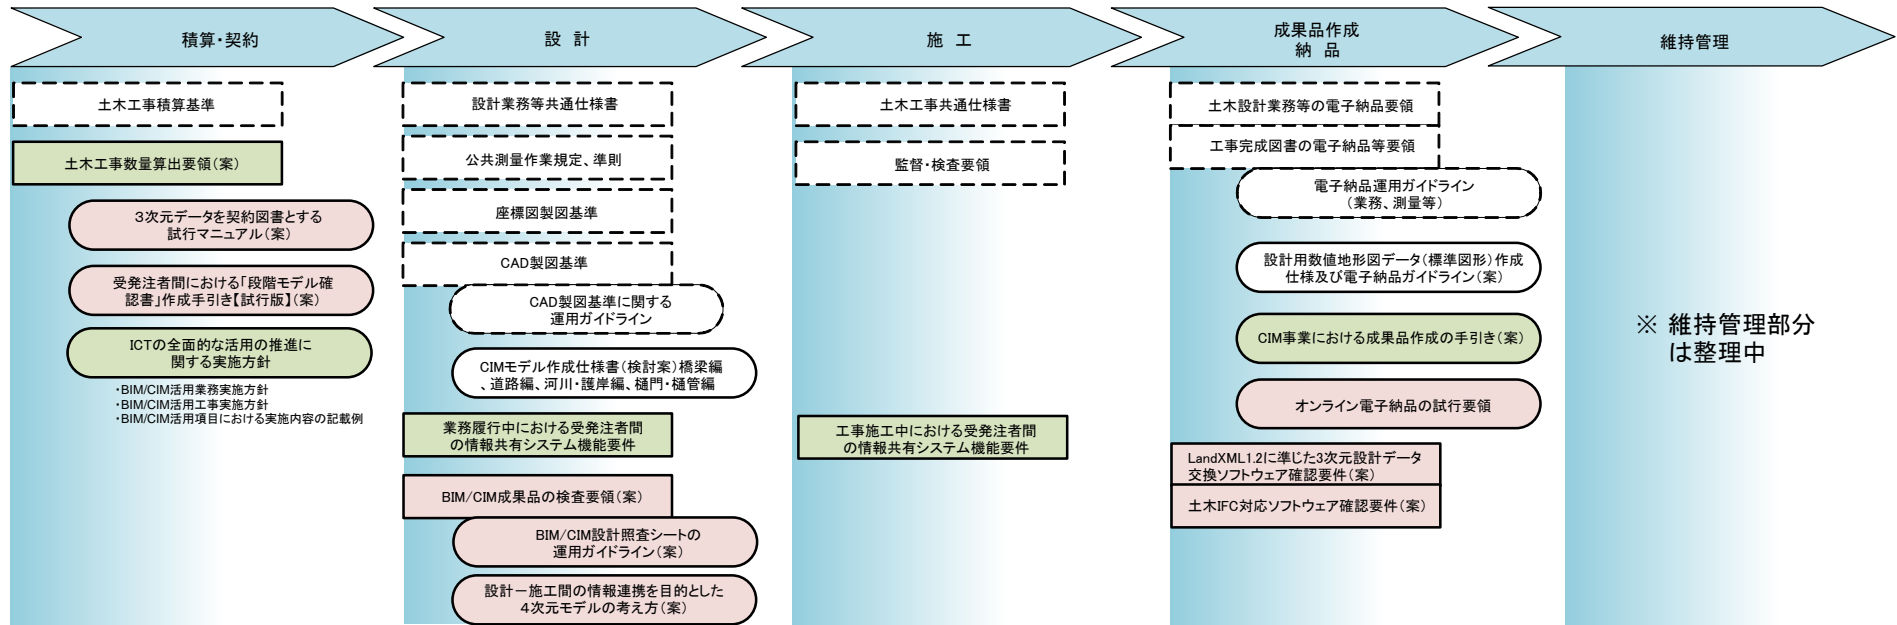 積算・契約
設 計
施 工
成果品作成
納 品
維持管理
土木工事積算基準
土木工事数量算出要領(案)
3次元データを契約図書とする
試行マニュアル(案)
受発注者間における「段階モデル確
認書」作成手引き【試行版】(案)
ICTの全面的な活用の推進に
関する実施方針
・BIM/CIM活用業務実施方針
・BIM/CIM活用工事実施方針
・BIM/CIM活用項目における実施内容の記載例
設計業務等共通仕様書
公共測量作業規定、準則
座標図製図基準
CAD製図基準
CAD製図基準に関する
運用ガイドライン
CIMモデル作成仕様書(検討案)橋梁編
、道路編、河川・護岸編、樋門・樋管編
業務履行中における受発注者間
の情報共有システム機能要件
BIM/CIM成果品の検査要領(案)
BIM/CIM設計照査シートの
運用ガイドライン(案)
設計－施工間の情報連携を目的とした
4次元モデルの考え方(案)
土木工事共通仕様書
監督・検査要領
工事施工中における受発注者間
の情報共有システム機能要件
土木設計業務等の電子納品要領
工事完成図書の電子納品等要領
電子納品運用ガイドライン
(業務、測量等)
設計用数値地形図データ(標準図形)作成
仕様及び電子納品ガイドライン(案)
CIM事業における成果品作成の手引き(案)
オンライン電子納品の試行要領
LandXML1.2に準じた3次元設計データ
交換ソフトウェア確認要件(案)
土木IFC対応ソフトウェア確認要件(案)
※ 維持管理部分
は整理中